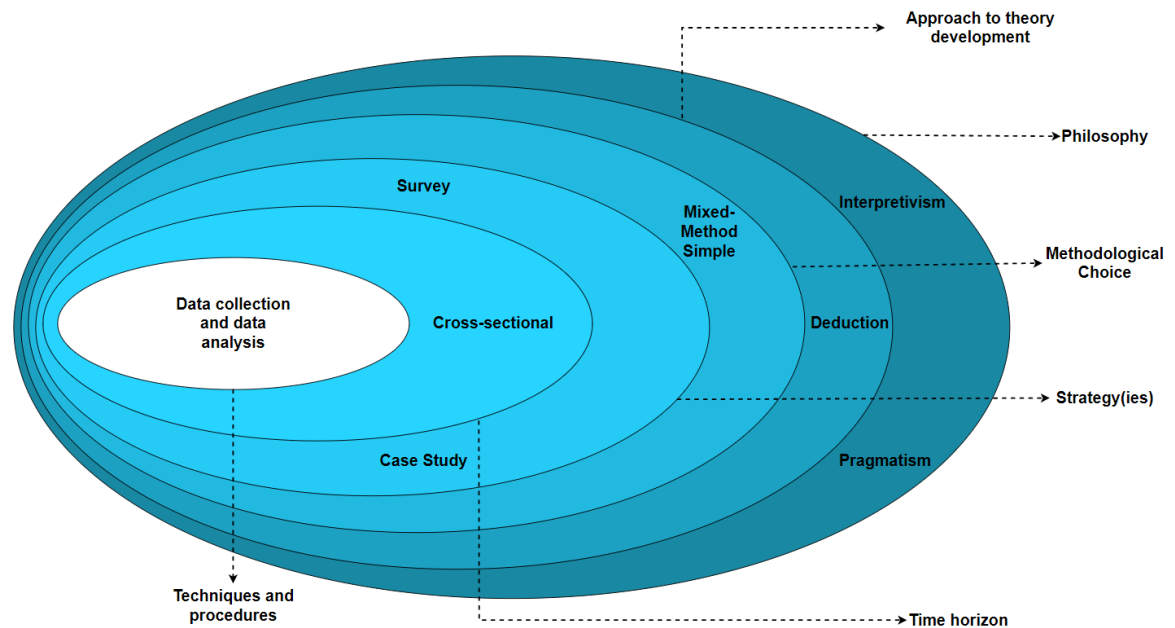 Approach to theory
development
Philosophy
Survey
Interpretivism
Mixed-
Method
Simple
Methodological
Choice
Data collection
and data
analysis
Cross-sectional
Deduction
Strategy(ies)
Case Study
Pragmatism
Techniques and
procedures
Time horizon